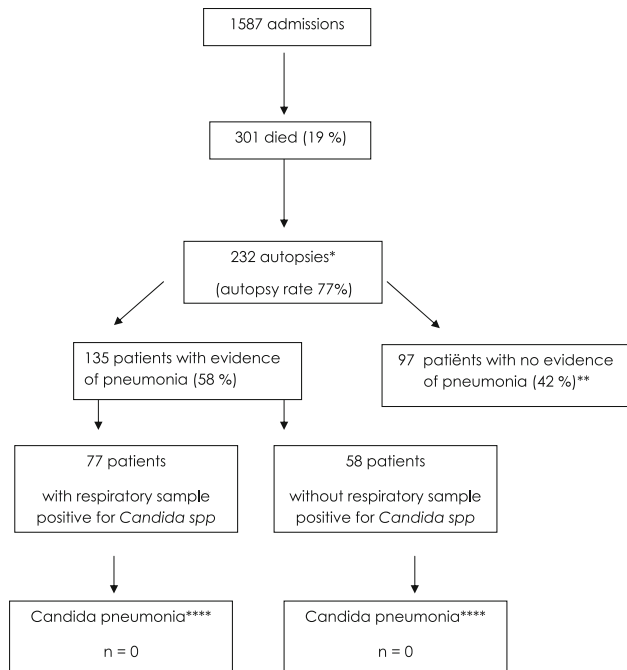 1587 admissions
301 died (19 %)
232 autopsies*
(autopsy rate 77%)
135 patients with evidence
of pneumonia (58 %)
97 patiënts with no evidence
of pneumonia (42 %)**
77 patients
with respiratory sample
positive for Candida spp
58 patients
without respiratory sample
positive for Candida spp
Candida pneumonia****
n = 0
Candida pneumonia****
n = 0